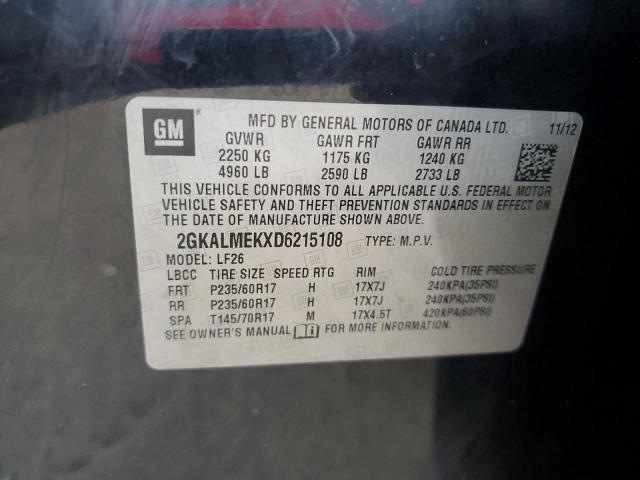 GM
MFD BY GENERAL MOTORS OF CANADA LTD. 11/12
GVWR GAWR FRT GAWR RR
2250 KG 1175 KG 1240 KG
4960 LB 2590 LB 2733 LB
THIS VEHICLE CONFORMS TO ALL APPLICABLE U.S. FEDERAL MOTOR
VEHICLE SAFETY AND THEFT PREVENTION STANDARDS IN EFFECT ON
THE DATE OF MANUFACTURE SHOWN ABOVE.
2GKALMEKXD6215108 TYPE: M.P.V.
MODEL: LF26
LBCC TIRE SIZE SPEED RTG RIM COLD TIRE PRESSURE
FRT P235/60R17 H 17X7J 240KPA(35PSI)
RR P235/60R17 H 17X7J 240KPA(35PSI)
SPA T145/70R17 M 17X4.5T 420KPA(60PSI)
SEE OWNER'S MANUAL FOR MORE INFORMATION.